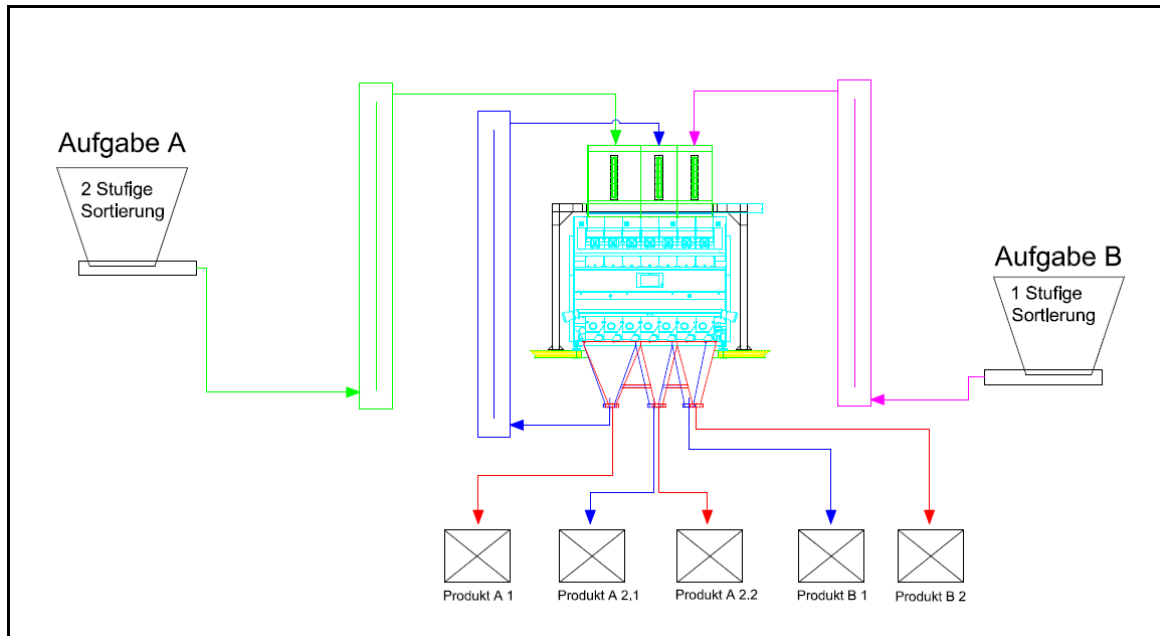 Aufgabe A
2 Stufige
Sortierung
Aufgabe B
1 Stufige
Sortierung
Produkt A 1
Produkt A 2,1
Produkt A 2.2
Produkt B 1
Produkt B 2